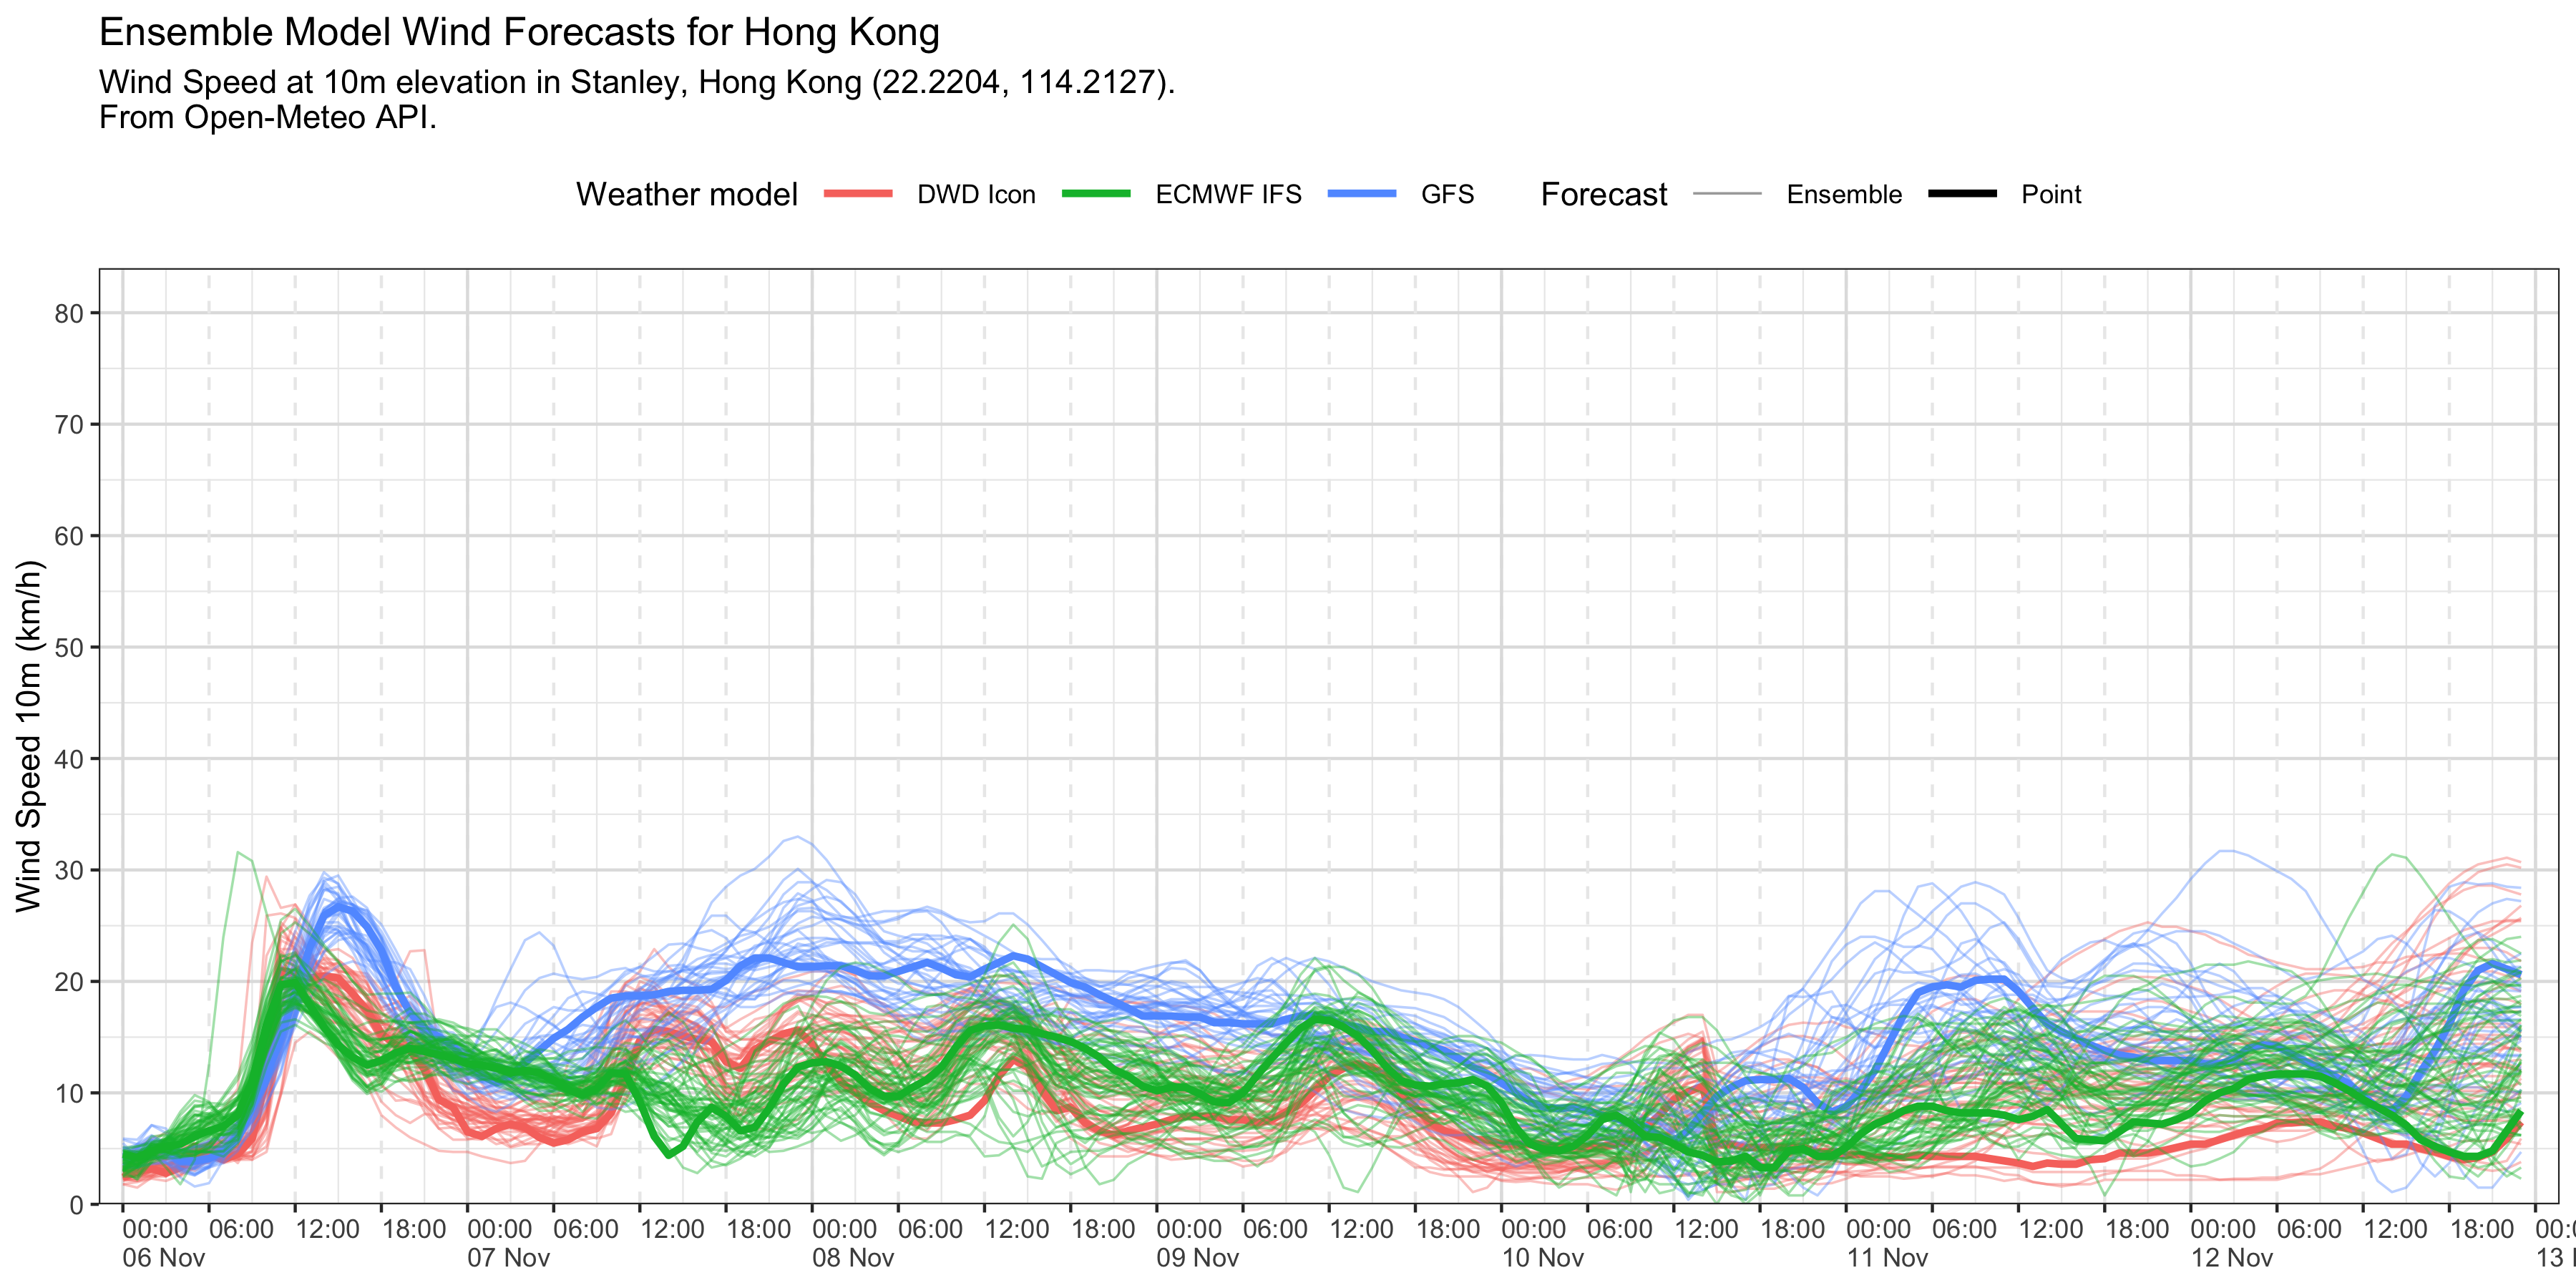 Ensemble Model Wind Forecasts for Hong Kong
Wind Speed at 10m elevation in Stanley, Hong Kong (22.2204, 114.2127).
From Open-Meteo API.
Weather model DWD Icon ECMWF IFS GFS Forecast Ensemble Point
Wind Speed 10m (km/h)
80
70
60
50
40
30
20
10
0
00:00 06:00 12:00 18:00 00:00 06:00 12:00 18:00 00:00 06:00 12:00 18:00 00:00 06:00 12:00 18:00 00:00 06:00 12:00 18:00 00:00 06:00 12:00 18:00 00:00 06:00 12:00 18:00
06 Nov 07 Nov 08 Nov 09 Nov 10 Nov 11 Nov 12 Nov 13